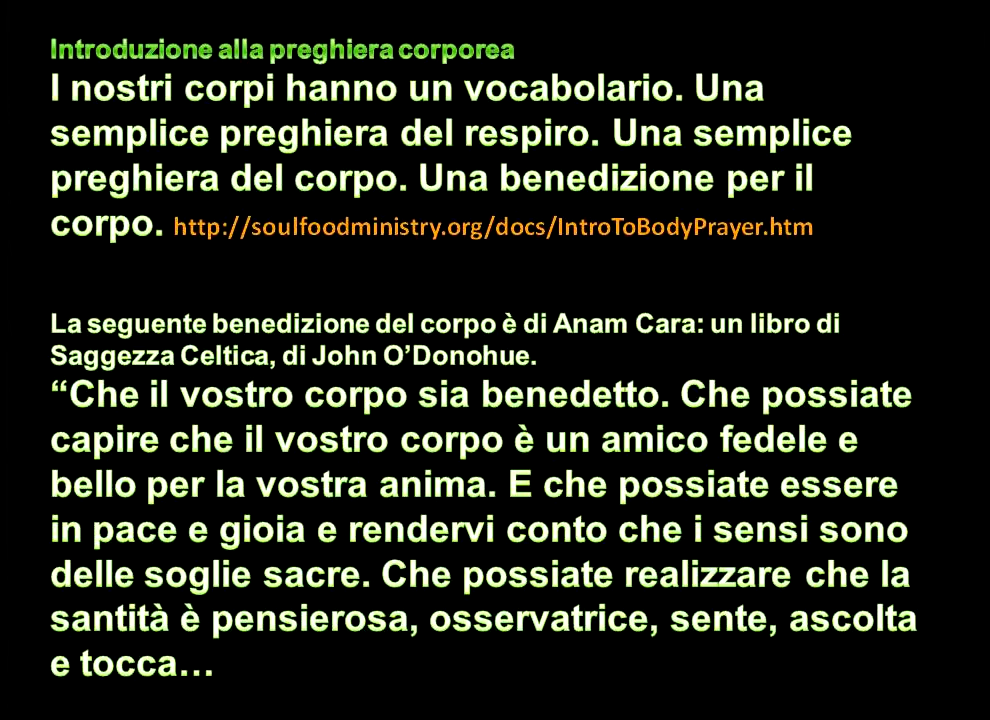 Introduzione alla preghiera corporea
I nostri corpi hanno un vocabolario. Una
semplice preghiera del respiro. Una semplice
preghiera del corpo. Una benedizione per il
corpo. http://soulfoodministry.org/docs/IntroToBodyPrayer.htm
La seguente benedizione del corpo è di Anam Cara: un libro di
Saggezza Celtica, di John O’Donohue.
“Che il vostro corpo sia benedetto. Che possiate
capire che il vostro corpo è un amico fedele e
bello per la vostra anima. E che possiate essere
in pace e gioia e rendervi conto che i sensi sono
delle soglie sacre. Che possiate realizzare che la
santità è pensierosa, osservatrice, sente, ascolta
e tocca…